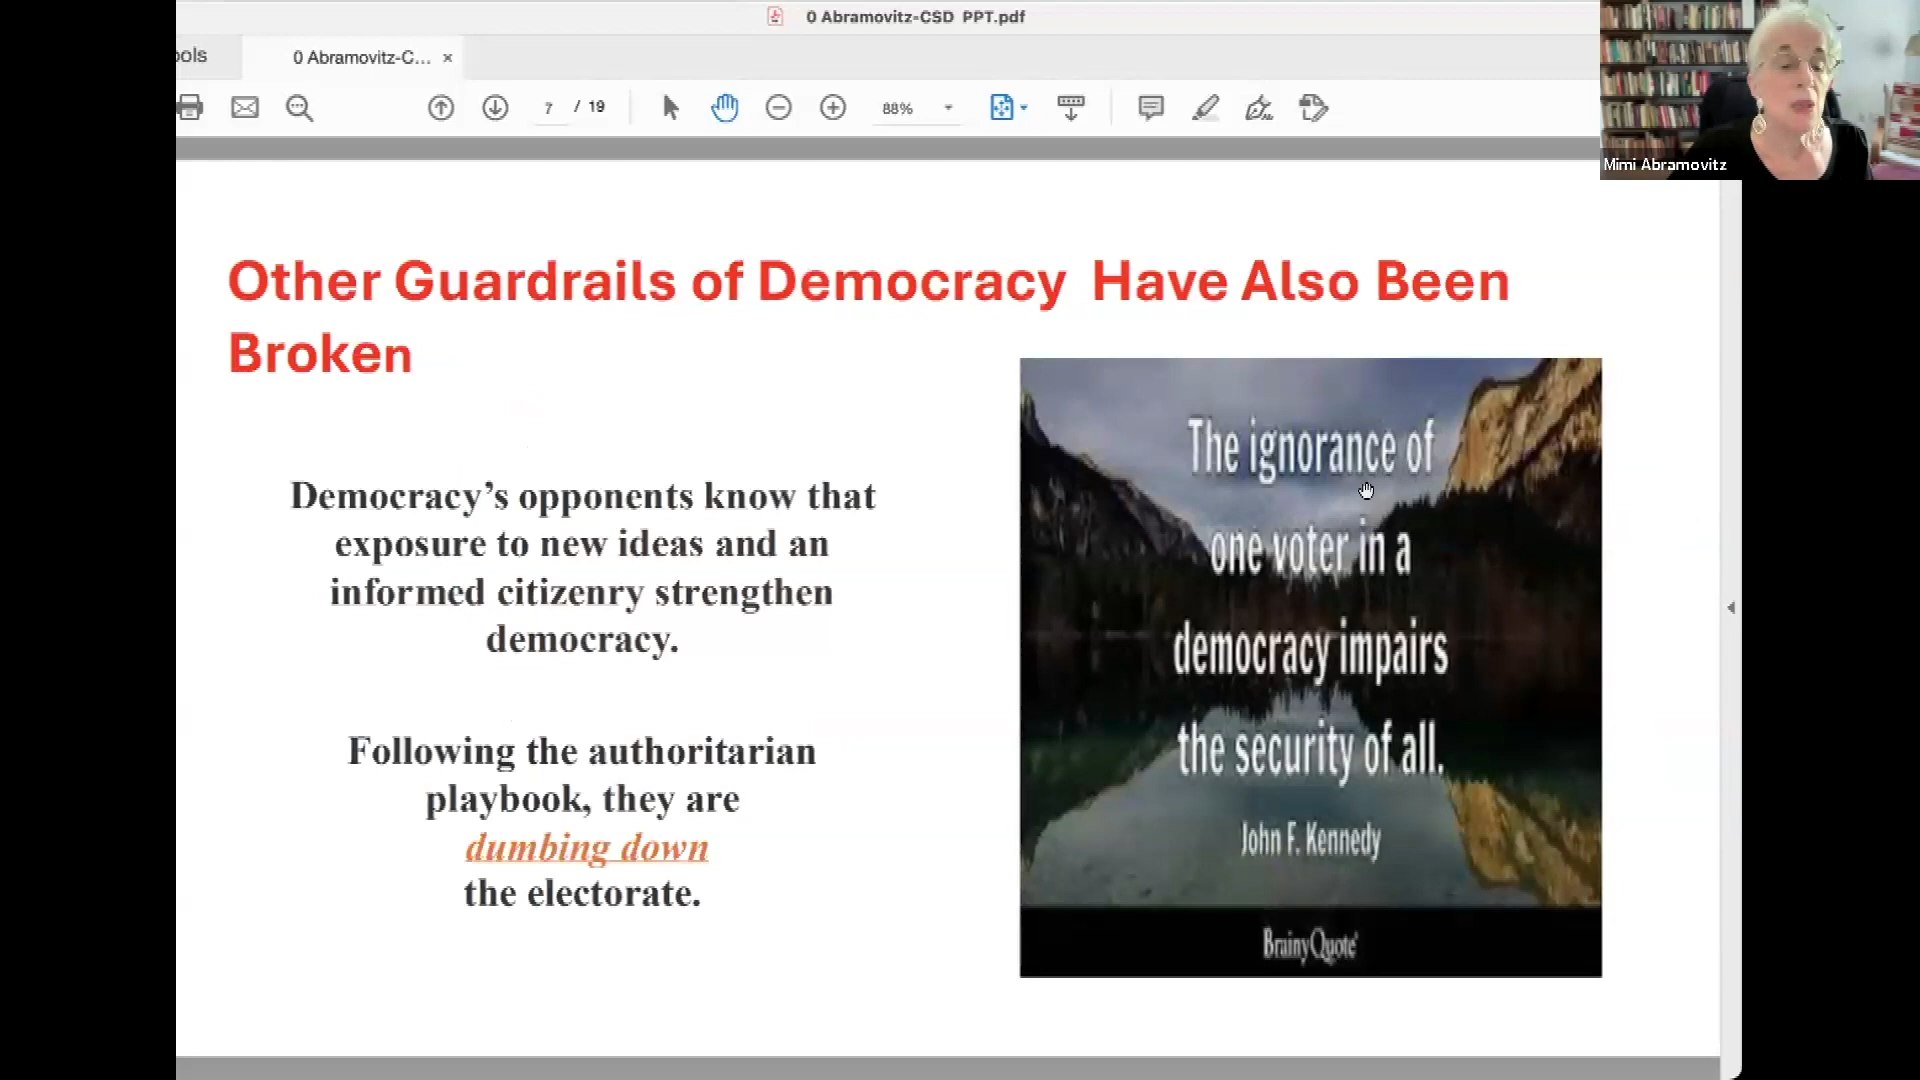 0 Abramovitz-CSD PPT.pdf
ools
0 Abramovitz-C... ×
7 / 19
88%
Mimi Abramovitz
Other Guardrails of Democracy Have Also Been
Broken
Democracy’s opponents know that
exposure to new ideas and an
informed citizenry strengthen
democracy.
Following the authoritarian
playbook, they are
dumbing down
the electorate.
The ignorance of
one voter in a
democracy impairs
the security of all.
John F. Kennedy
BrainyQuote®